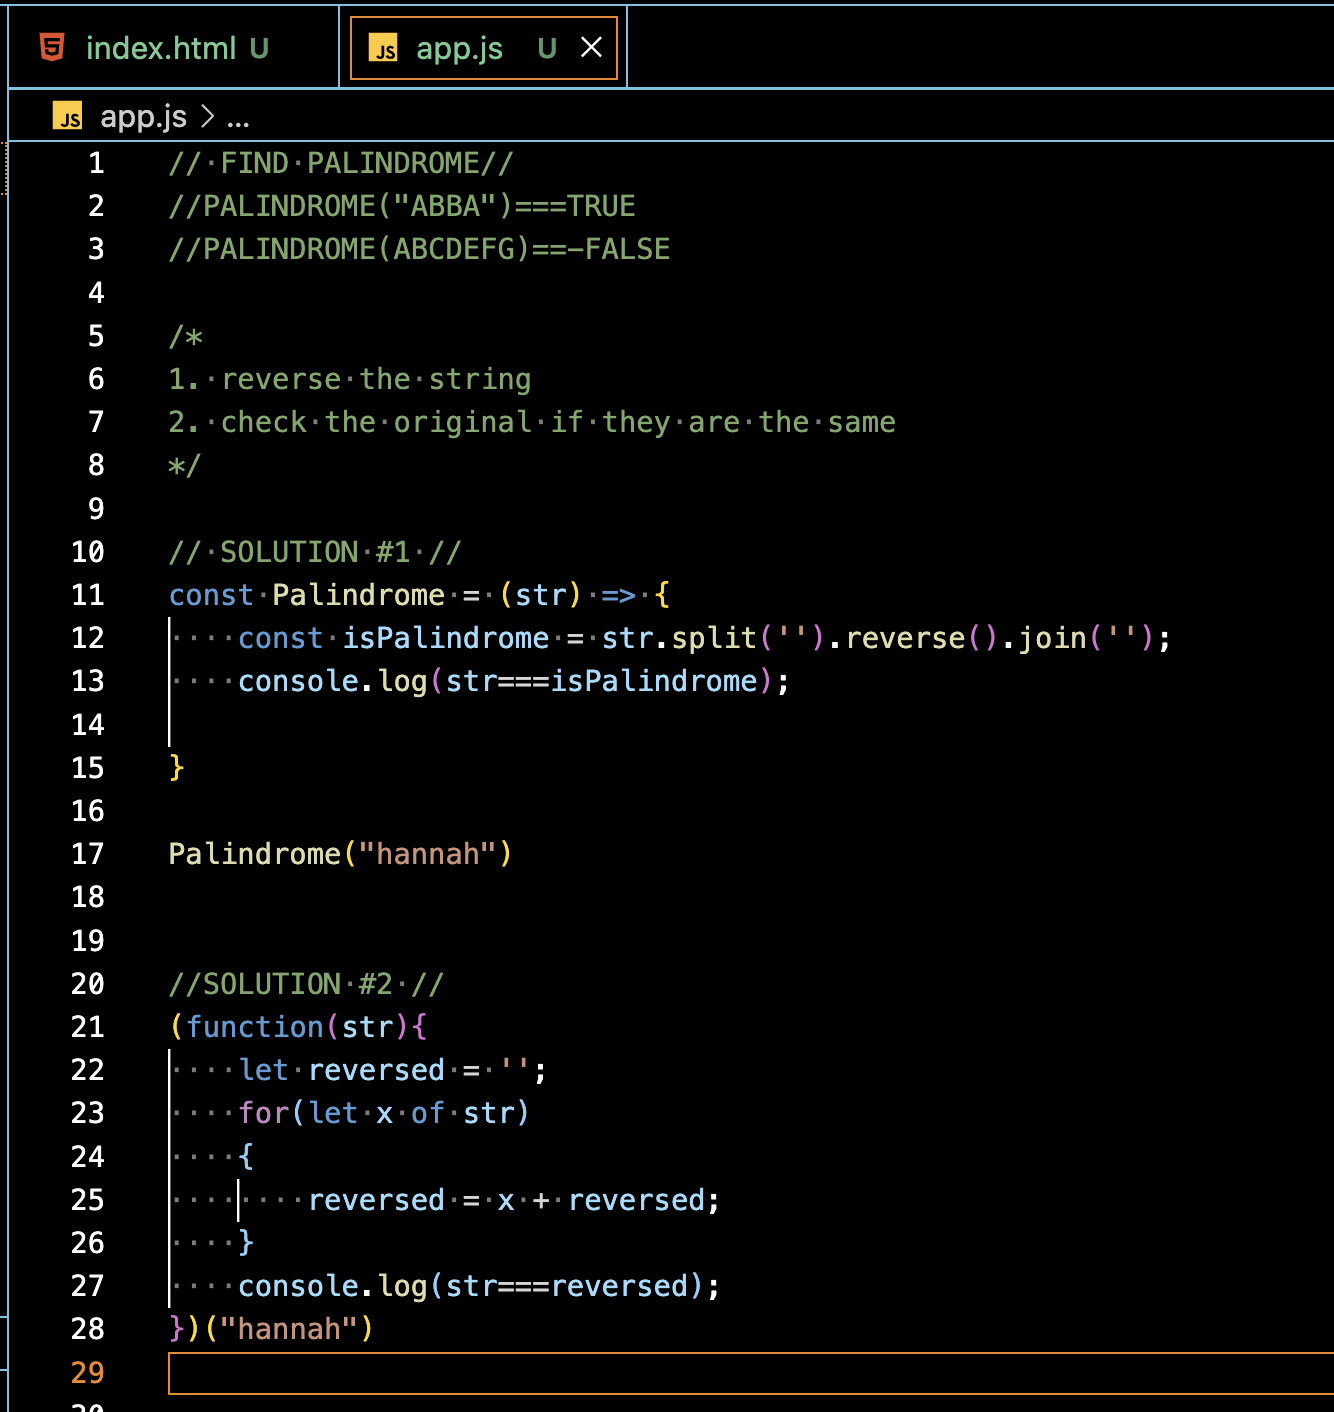 index.html U
JS app.js U
JS app.js > ...
1 // FIND PALINDROME//
2 //PALINDROME("ABBA")===TRUE
3 //PALINDROME(ABCDEFG)==-FALSE
4
5 /*
6 1. reverse the string
7 2. check the original if they are the same
8 */
9
10 // SOLUTION #1 //
11 const Palindrome = (str) => {
12     const isPalindrome = str.split('').reverse().join('');
13     console.log(str===isPalindrome);
14
15 }
16
17 Palindrome("hannah")
18
19
20 //SOLUTION #2 //
21 (function(str){
22     let reversed = '';
23     for(let x of str)
24     {
25         reversed = x + reversed;
26     }
27     console.log(str===reversed);
28 })("hannah")
29
30